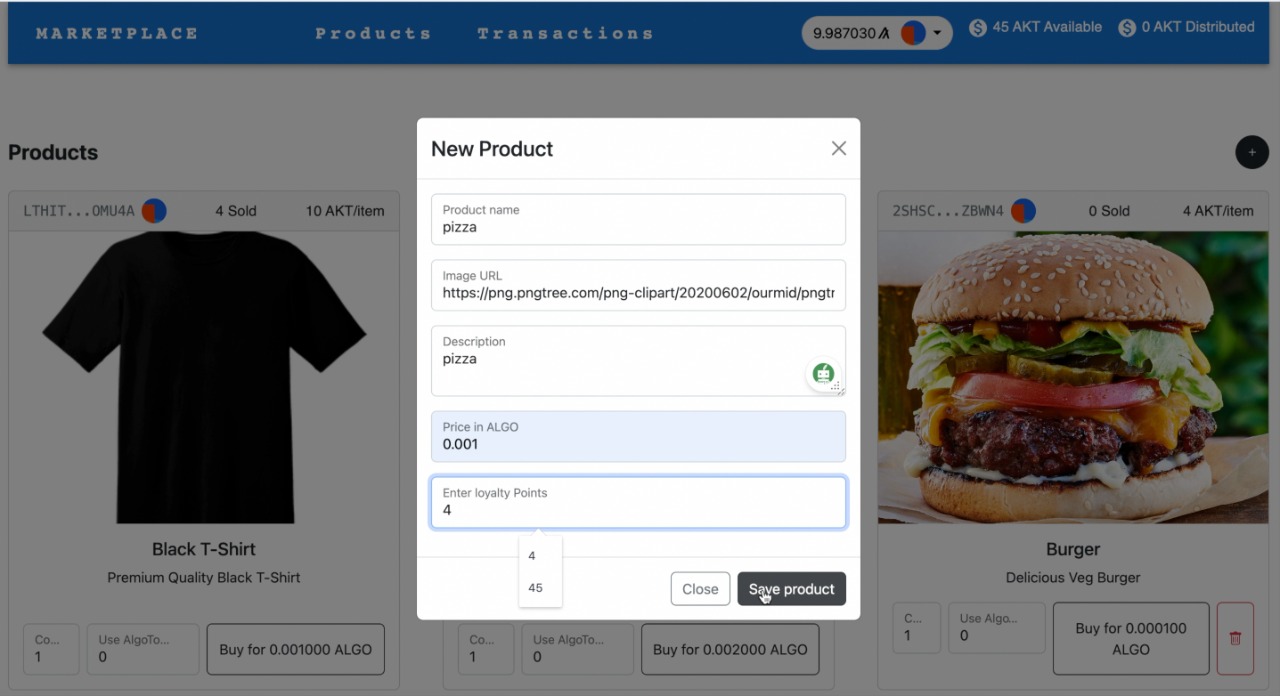 MARKETPLACE
Products
Transactions
9.987030
45 AKT Available
0 AKT Distributed
Products
+
New Product
Product name
pizza
Image URL
https://png.pngtree.com/png-clipart/20200602/ourmid/pngtr
Description
pizza
Price in ALGO
0.001
Enter loyalty Points
4
4
45
Close
Save product
LTHIT...OMU4A
4 Sold
10 AKT/item
Black T-Shirt
Premium Quality Black T-Shirt
Co...
1
Use AlgoTo...
0
Buy for 0.001000 ALGO
Co...
1
Use AlgoTo...
0
Buy for 0.002000 ALGO
2SHSC...ZBWN4
0 Sold
4 AKT/item
Burger
Delicious Veg Burger
C...
1
Use Algo...
0
Buy for 0.000100
ALGO